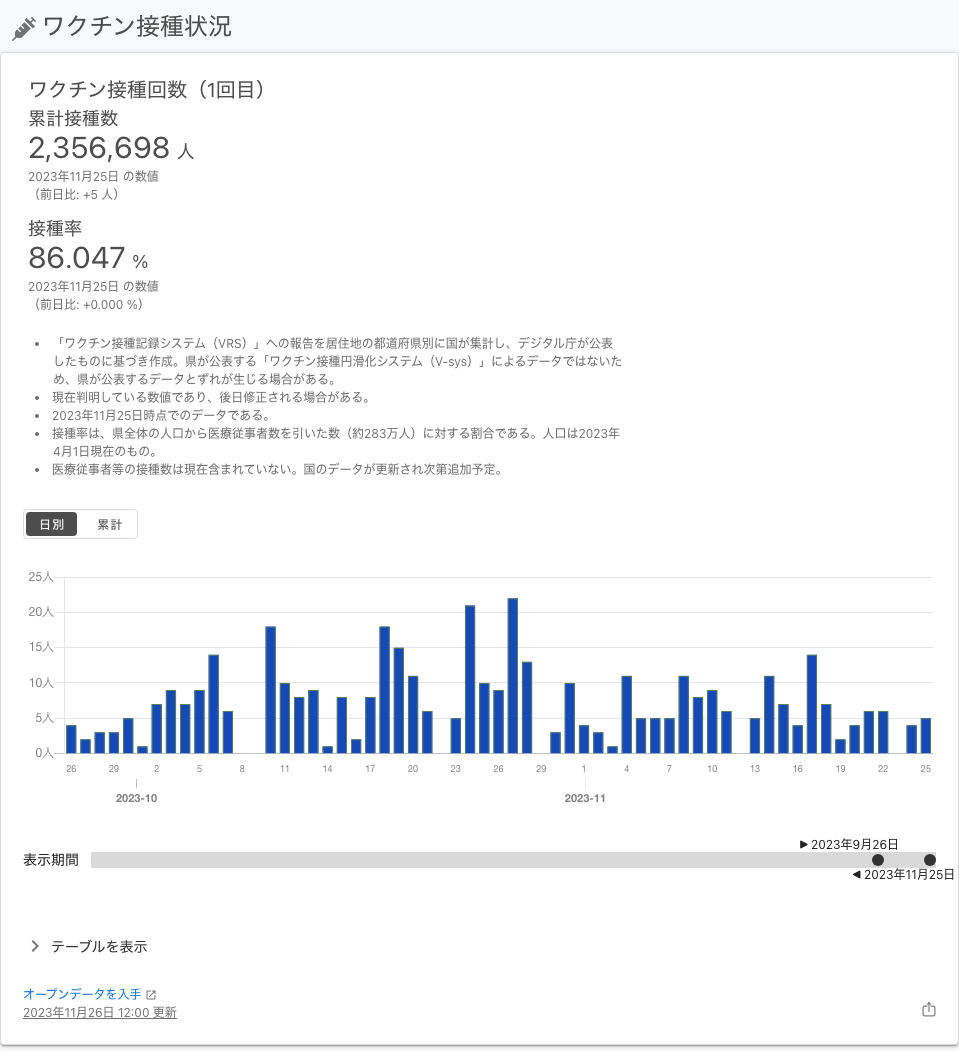 ワクチン接種状況
ワクチン接種回数（1回目）
累計接種数
2,356,698 人
2023年11月25日 の数値
（前日比: +5 人）
接種率
86.047 %
2023年11月25日 の数値
（前日比: +0.000 %）
• 「ワクチン接種記録システム（VRS）」への報告を居住地の都道府県別に国が集計し、デジタル庁が公表
したものに基づき作成。県が公表する「ワクチン接種円滑化システム（V-sys）」によるデータではないた
め、県が公表するデータとずれが生じる場合がある。
• 現在判明している数値であり、後日修正される場合がある。
• 2023年11月25日時点でのデータである。
• 接種率は、県全体の人口から医療従事者数を引いた数（約283万人）に対する割合である。人口は2023年
4月1日現在のもの。
• 医療従事者等の接種数は現在含まれていない。国のデータが更新され次第追加予定。
日別 累計
25人
20人
15人
10人
5人
0人
26 29 2 5 8 11 14 17 20 23 26 29 1 4 7 10 13 16 19 22 25
2023-10 2023-11
▶ 2023年9月26日
表示期間
◀ 2023年11月25日
テーブルを表示
オープンデータを入手
2023年11月26日 12:00 更新